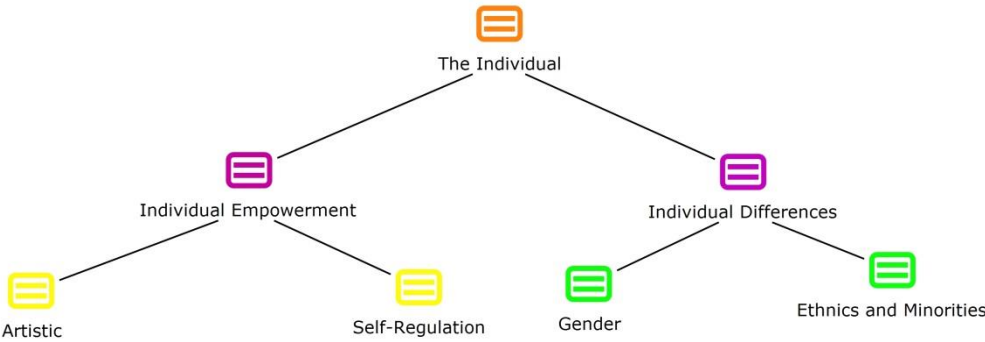 The Individual
Individual Empowerment
Individual Differences
Artistic
Self-Regulation
Gender
Ethnics and Minorities